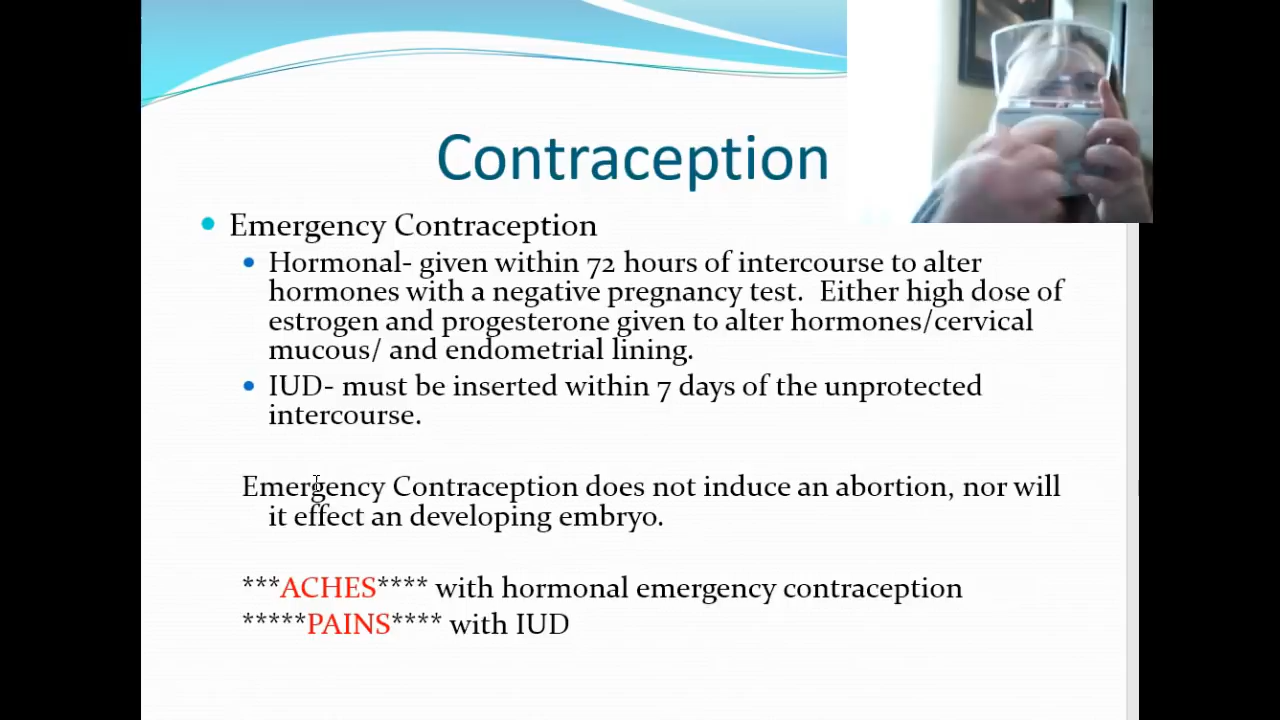 Contraception
Emergency Contraception
Hormonal- given within 72 hours of intercourse to alter
hormones with a negative pregnancy test. Either high dose of
estrogen and progesterone given to alter hormones/cervical
mucous/ and endometrial lining.
IUD- must be inserted within 7 days of the unprotected
intercourse.
Emergency Contraception does not induce an abortion, nor will
it effect an developing embryo.
***ACHES**** with hormonal emergency contraception
*****PAINS**** with IUD